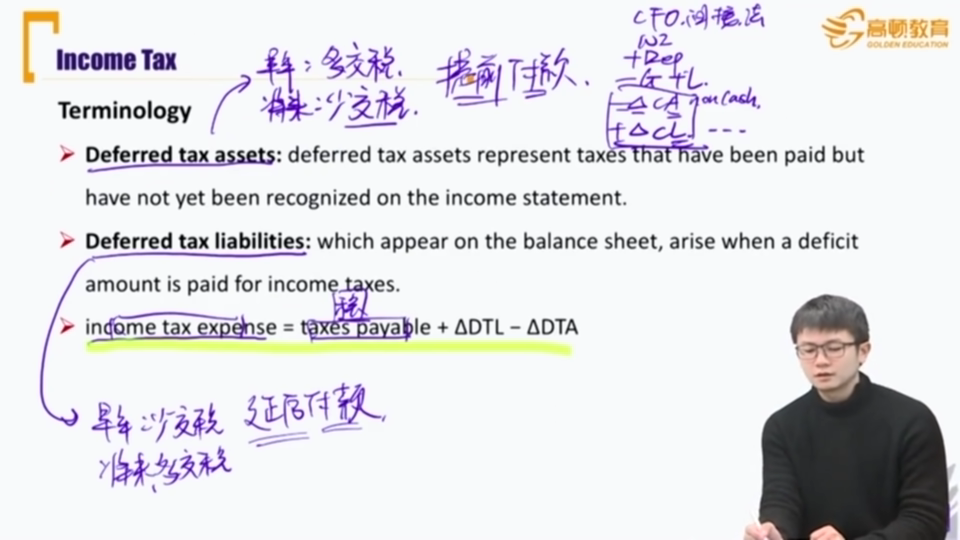 Income Tax
CFO.间接法
NI
+Dep
-G+L.
-ΔCA non cash.
+ΔCL. ---
高顿教育
GOLDEN EDUCATION
早年:多交税.
将来:少交税.
提前付款.
Terminology
Deferred tax assets: deferred tax assets represent taxes that have been paid but
have not yet been recognized on the income statement.
Deferred tax liabilities: which appear on the balance sheet, arise when a deficit
amount is paid for income taxes.
税
income tax expense = taxes payable + ΔDTL − ΔDTA
早年:少交税
将来:多交税
延后付款.